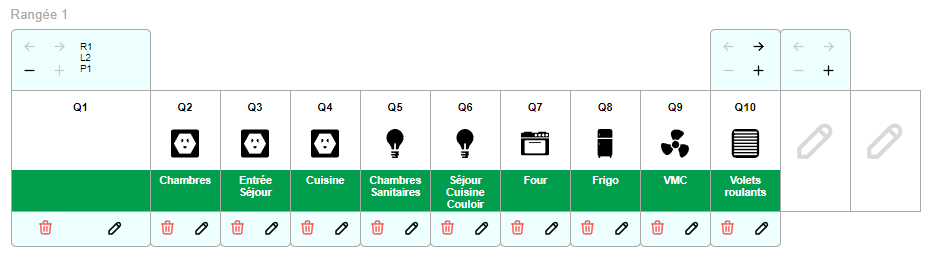 Rangée 1
R1
L2
P1
Q1
Q2
Q3
Q4
Q5
Q6
Q7
Q8
Q9
Q10
Chambres
Entrée
Séjour
Cuisine
Chambres
Sanitaires
Séjour
Cuisine
Couloir
Four
Frigo
VMC
Volets
roulants